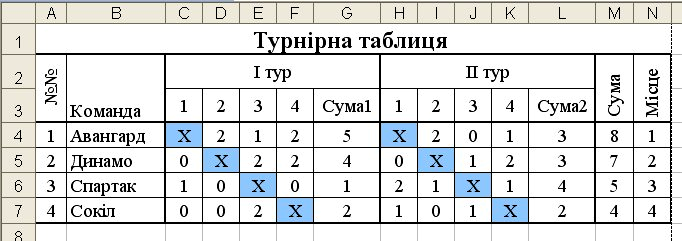 A B C D E F G H I J K L M N
1 Турнірна таблиця
2 №№ Команда І тур ІІ тур Сума Місце
3 1 2 3 4 Сума1 1 2 3 4 Сума2
4 1 Авангард X 2 1 2 5 X 2 0 1 3 8 1
5 2 Динамо 0 X 2 2 4 0 X 1 2 3 7 2
6 3 Спартак 1 0 X 0 1 2 1 X 1 4 5 3
7 4 Сокіл 0 0 2 X 2 1 0 1 X 2 4 4
8